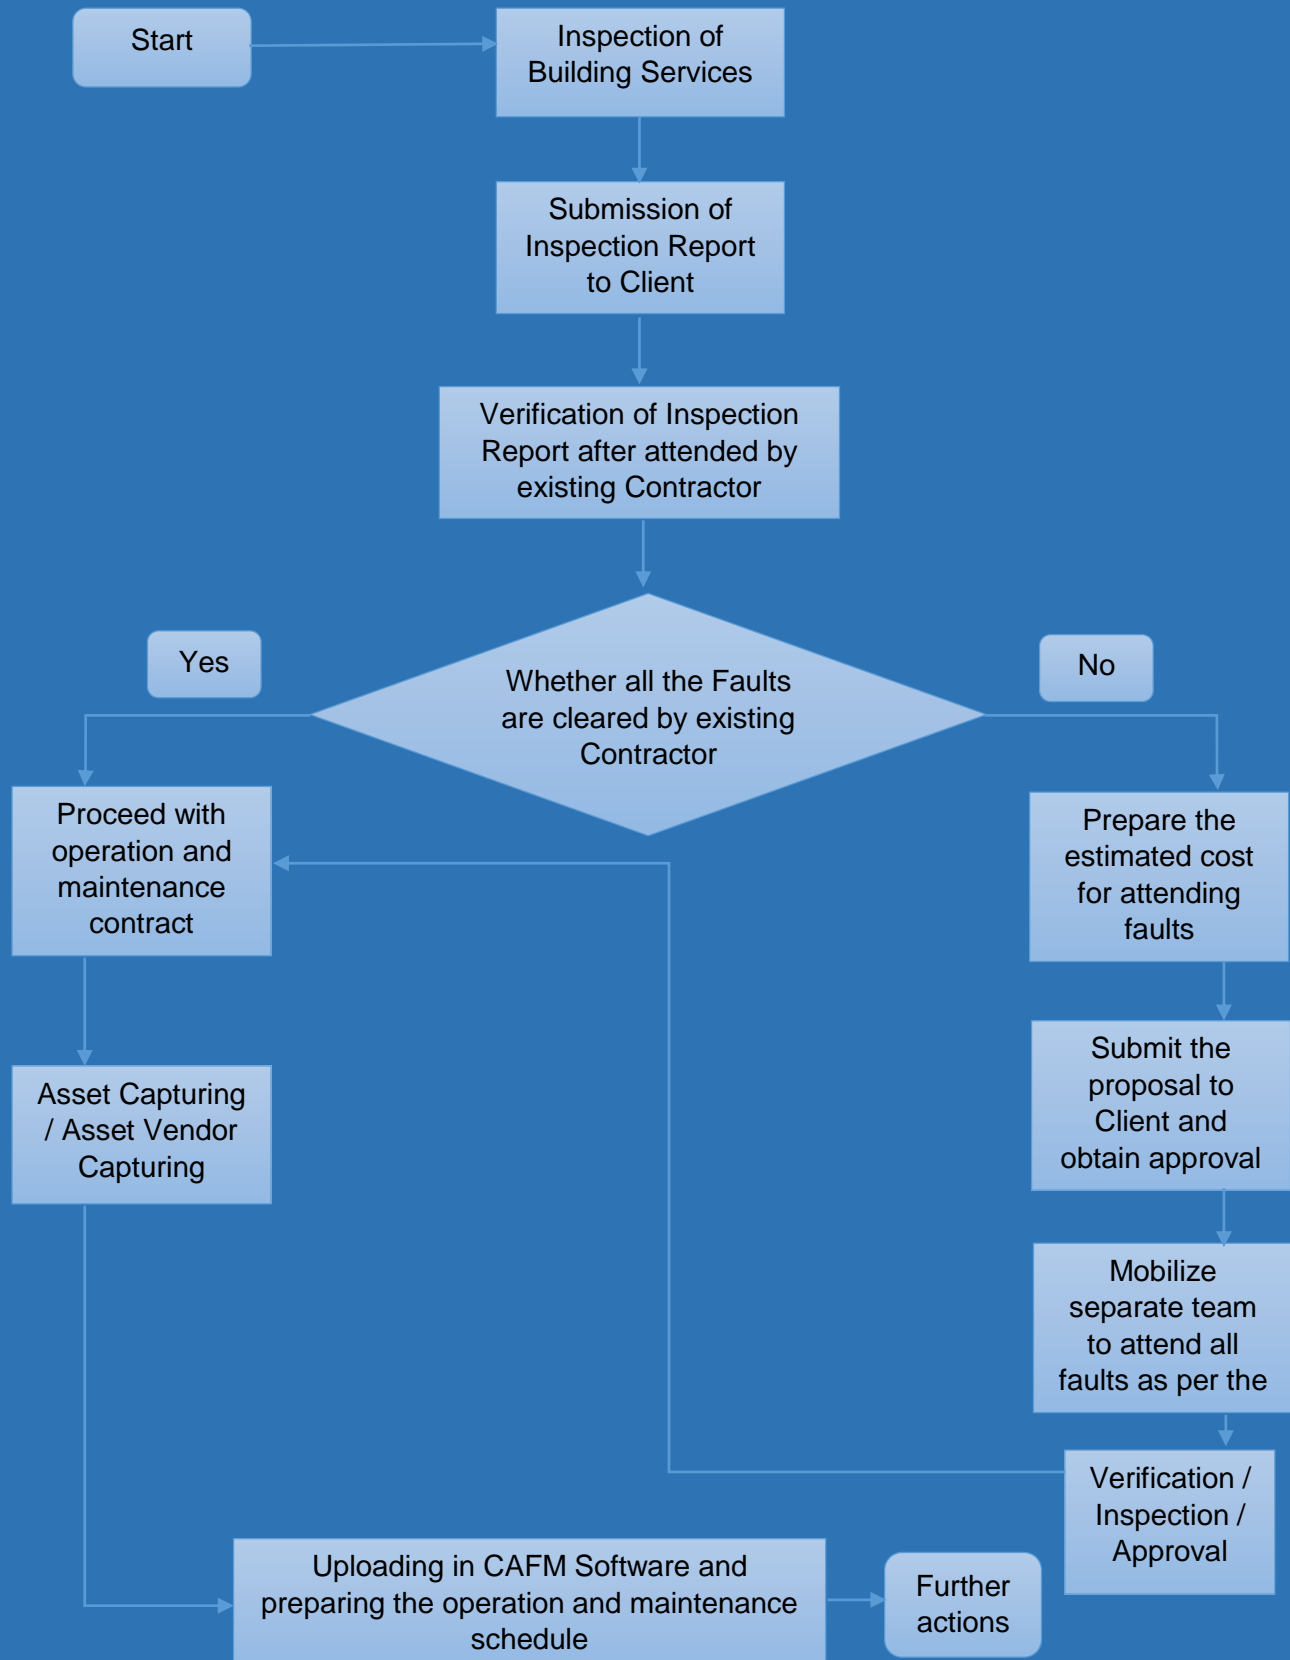 Start
Inspection of
Building Services
Submission of
Inspection Report
to Client
Verification of Inspection
Report after attended by
existing Contractor
Yes
Whether all the Faults
are cleared by existing
Contractor
No
Proceed with
operation and
maintenance
contract
Prepare the
estimated cost
for attending
faults
Asset Capturing
/ Asset Vendor
Capturing
Submit the
proposal to
Client and
obtain approval
Mobilize
separate team
to attend all
faults as per the
Verification /
Inspection /
Approval
Uploading in CAFM Software and
preparing the operation and maintenance
schedule
Further
actions